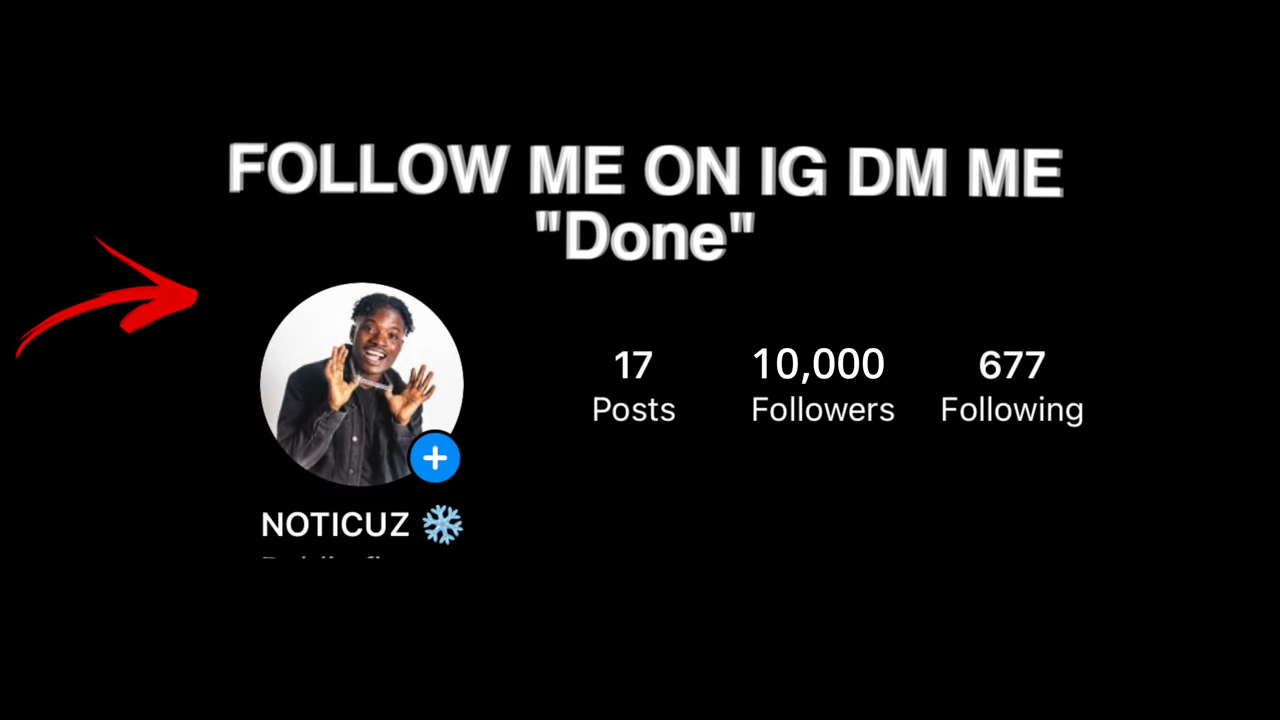 FOLLOW ME ON IG DM ME
"Done"
17 10,000 677
Posts Followers Following
NOTICUZ ❄️